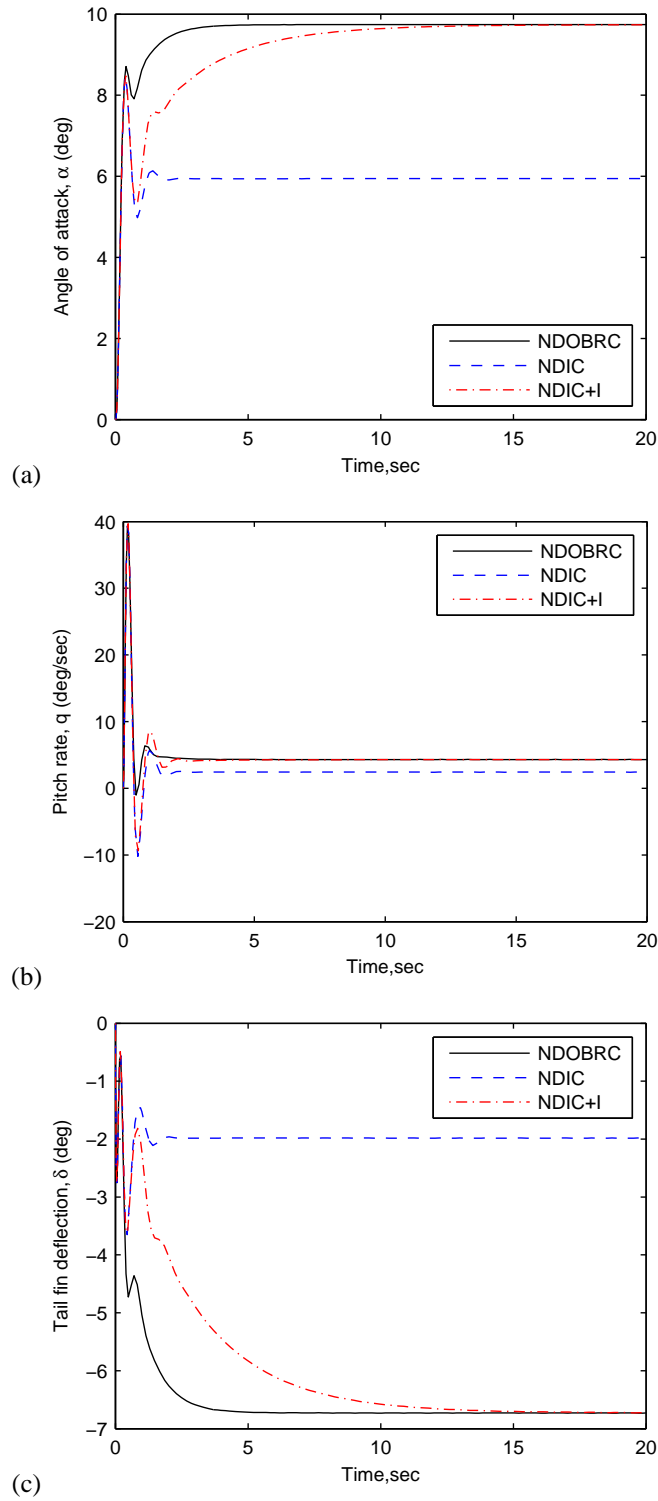 10
8
6
4
2
0
Angle of attack, α (deg)
NDOBRC
NDIC
NDIC+I
0 5 10 15 20
Time,sec
(a)
40
30
20
10
0
−10
−20
Pitch rate, q (deg/sec)
NDOBRC
NDIC
NDIC+I
0 5 10 15 20
Time,sec
(b)
0
−1
−2
−3
−4
−5
−6
−7
Tail fin deflection, δ (deg)
NDOBRC
NDIC
NDIC+I
0 5 10 15 20
Time,sec
(c)